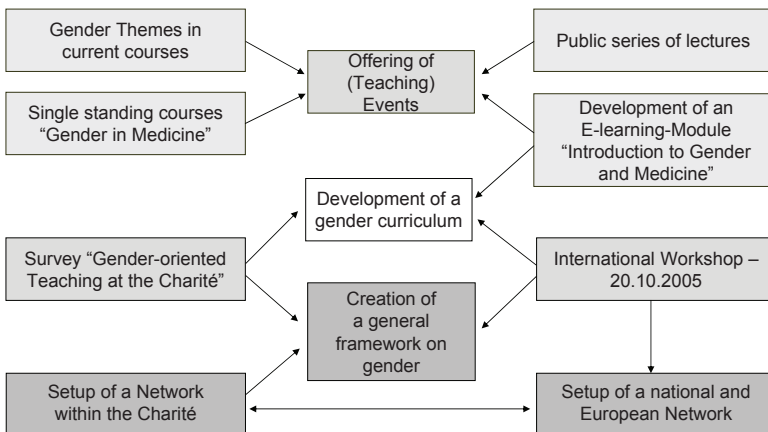 Gender Themes in
current courses
Offering of
(Teaching)
Events
Public series of lectures
Single standing courses
“Gender in Medicine”
Development of an
E-learning-Module
“Introduction to Gender
and Medicine”
Development of a
gender curriculum
Survey “Gender-oriented
Teaching at the Charité”
International Workshop –
20.10.2005
Creation of
a general
framework on
gender
Setup of a Network
within the Charité
Setup of a national and
European Network